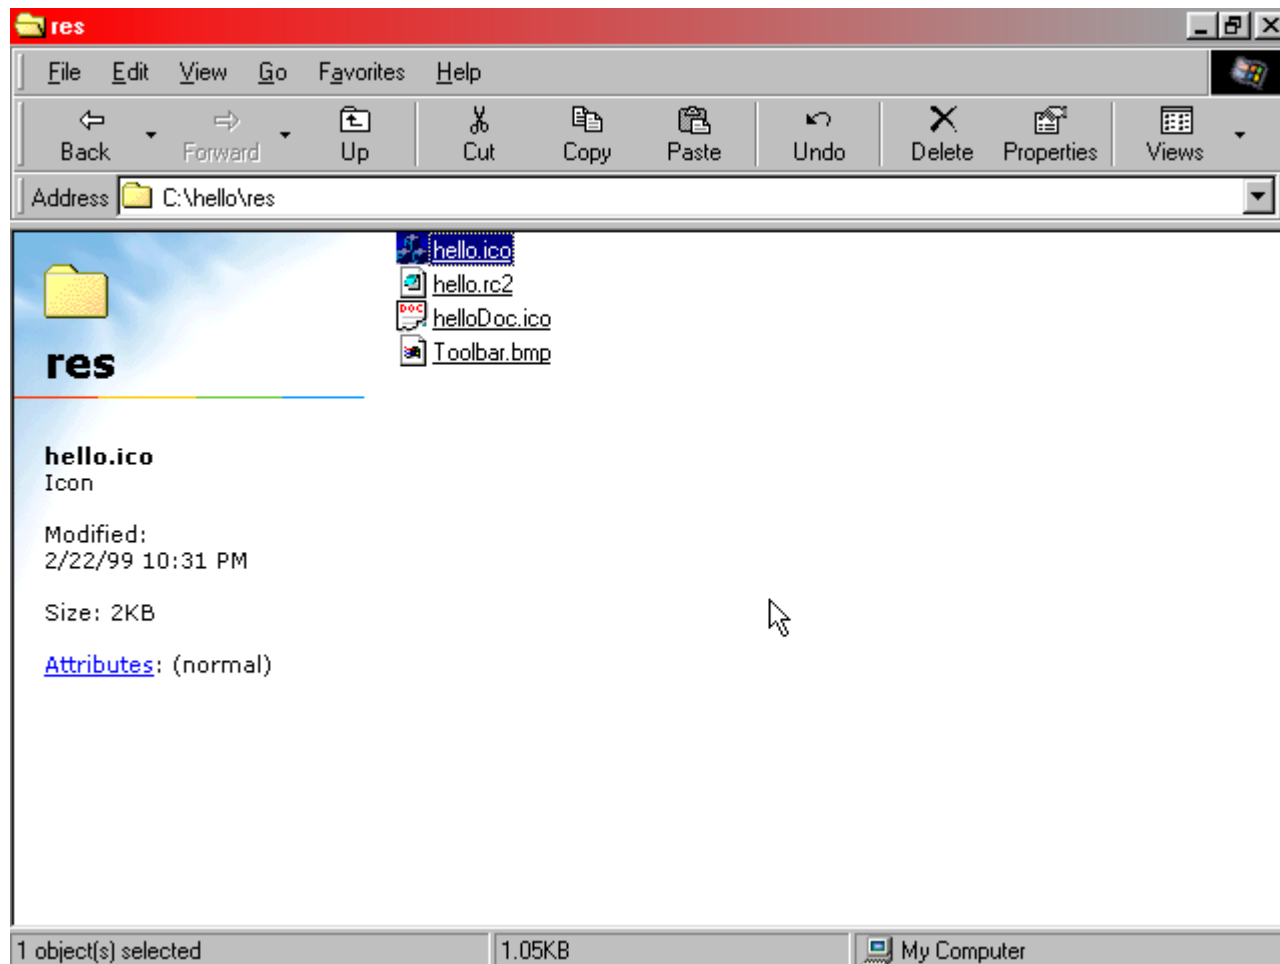 res
File Edit View Go Favorites Help
Back Forward Up Cut Copy Paste Undo Delete Properties Views
Address C:\hello\res
hello.ico
hello.rc2
DOC helloDoc.ico
Toolbar.bmp
res
hello.ico
Icon
Modified:
2/22/99 10:31 PM
Size: 2KB
Attributes: (normal)
1 object(s) selected 1.05KB My Computer